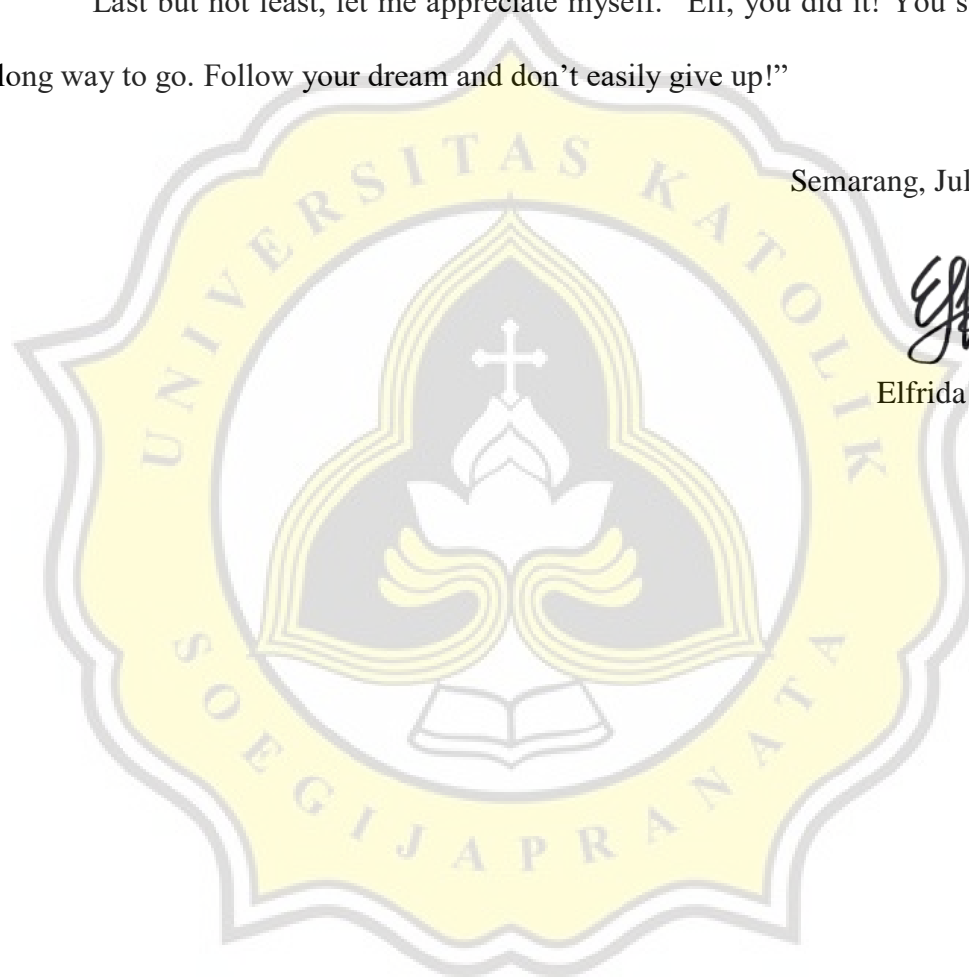 Last but not least, let me appreciate myself. “Elf, you did it! You s
long way to go. Follow your dream and don’t easily give up!”
Semarang, Jul
Elfrida
UNIVERSITAS KATOLIK
SOEGIJAPRANATA